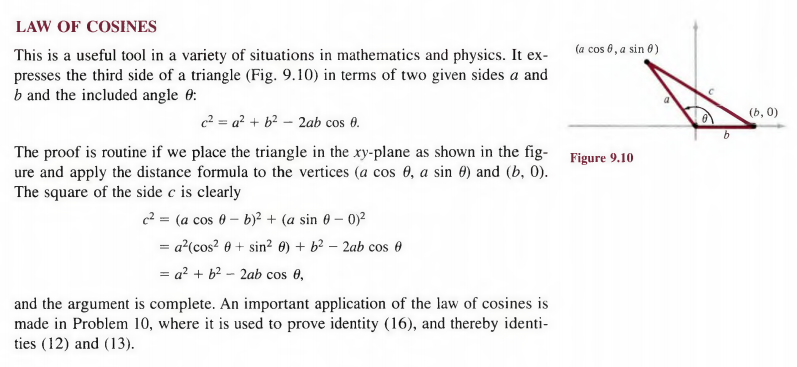 LAW OF COSINES
This is a useful tool in a variety of situations in mathematics and physics. It ex-
presses the third side of a triangle (Fig. 9.10) in terms of two given sides a and
b and the included angle θ:
c² = a² + b² − 2ab cos θ.
The proof is routine if we place the triangle in the xy-plane as shown in the fig-
ure and apply the distance formula to the vertices (a cos θ, a sin θ) and (b, 0).
The square of the side c is clearly
c² = (a cos θ − b)² + (a sin θ − 0)²
= a²(cos² θ + sin² θ) + b² − 2ab cos θ
= a² + b² − 2ab cos θ,
and the argument is complete. An important application of the law of cosines is
made in Problem 10, where it is used to prove identity (16), and thereby identi-
ties (12) and (13).
(a cos θ, a sin θ)
c
a
θ
(b, 0)
b
Figure 9.10